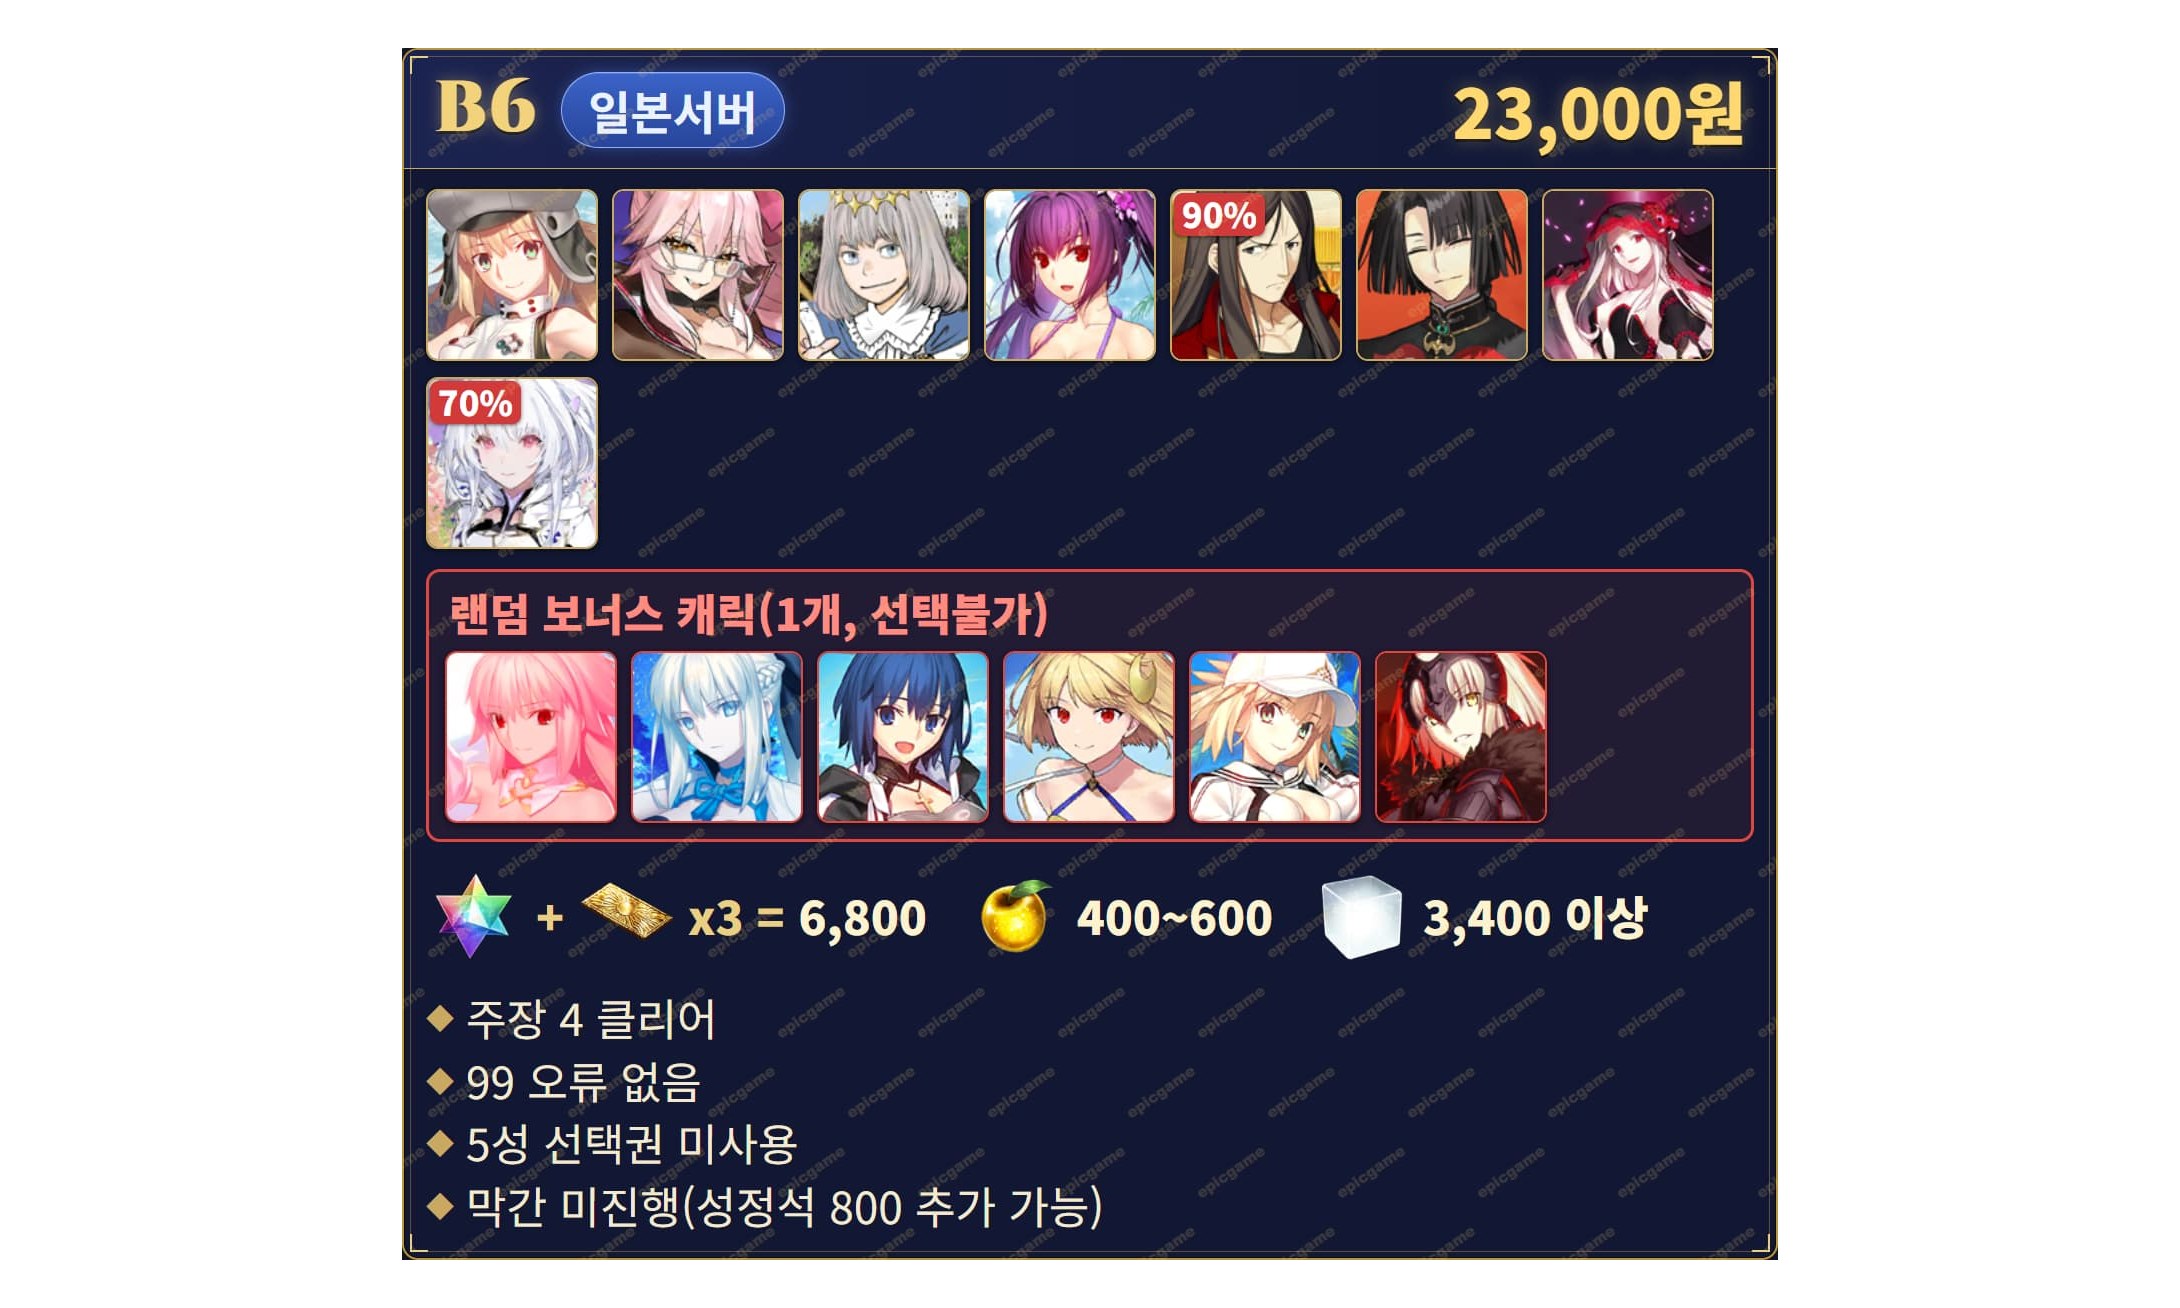 B6 일본서버 23,000원
90%
70%
랜덤 보너스 캐릭(1개, 선택불가)
+ x3 = 6,800 400~600 3,400 이상
주장 4 클리어
99 오류 없음
5성 선택권 미사용
막간 미진행(성정석 800 추가 가능)
epicgame